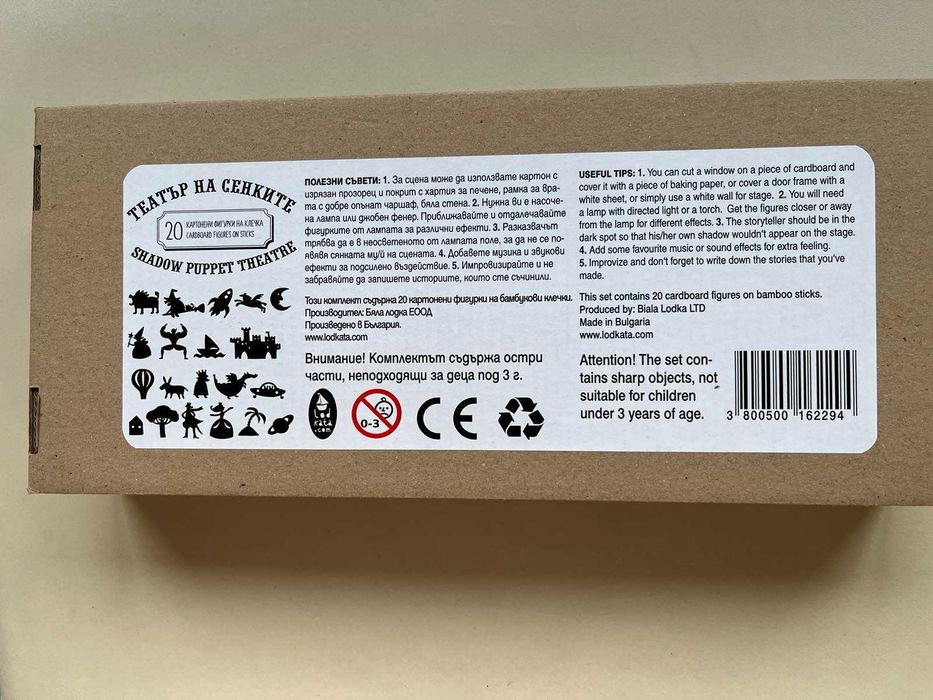 ТЕАТЪР НА СЕНКИТЕ
20 КАРТОНЕНИ ФИГУРКИ НА КЛЕЧКА
CARDBOARD FIGURES ON STICKS
SHADOW PUPPET THEATRE
ПОЛЕЗНИ СЪВЕТИ: 1. За сцена може да използвате картон с
изрязан прозорец и покрит с хартия за печене, рамка за вра-
та с добре опънат чаршаф, бяла стена. 2. Нужна ви е насоче-
на лампа или джобен фенер. Приближавайте и отдалечавайте
фигурките от лампата за различни ефекти. 3. Разказвачът
трябва да е в неосветеното от лампата поле, за да не се по-
явява сянката му/й на сцената. 4. Добавете музика и звукови
ефекти за подсилено въздействие. 5. Импровизирайте и не
забравяйте да запишете историите, които сте съчинили.
Този комплект съдържа 20 картонени фигурки на бамбукови клечки.
Производител: Бяла лодка ЕООД
Произведено в България.
www.lodkata.com
Внимание! Комплектът съдържа остри
части, неподходящи за деца под 3 г.
kata
.com
0-3
CE
USEFUL TIPS: 1. You can cut a window on a piece of cardboard and
cover it with a piece of baking paper, or cover a door frame with a
white sheet, or simply use a white wall for stage. 2. You will need
a lamp with directed light or a torch. Get the figures closer or away
from the lamp for different effects. 3. The storyteller should be in the
dark spot so that his/her own shadow wouldn't appear on the stage.
4. Add some favourite music or sound effects for extra feeling.
5. Improvize and don't forget to write down the stories that you've
made.
This set contains 20 cardboard figures on bamboo sticks.
Produced by: Biala Lodka LTD
Made in Bulgaria
www.lodkata.com
Attention! The set con-
tains sharp objects, not
suitable for children
under 3 years of age.
3 800500 162294